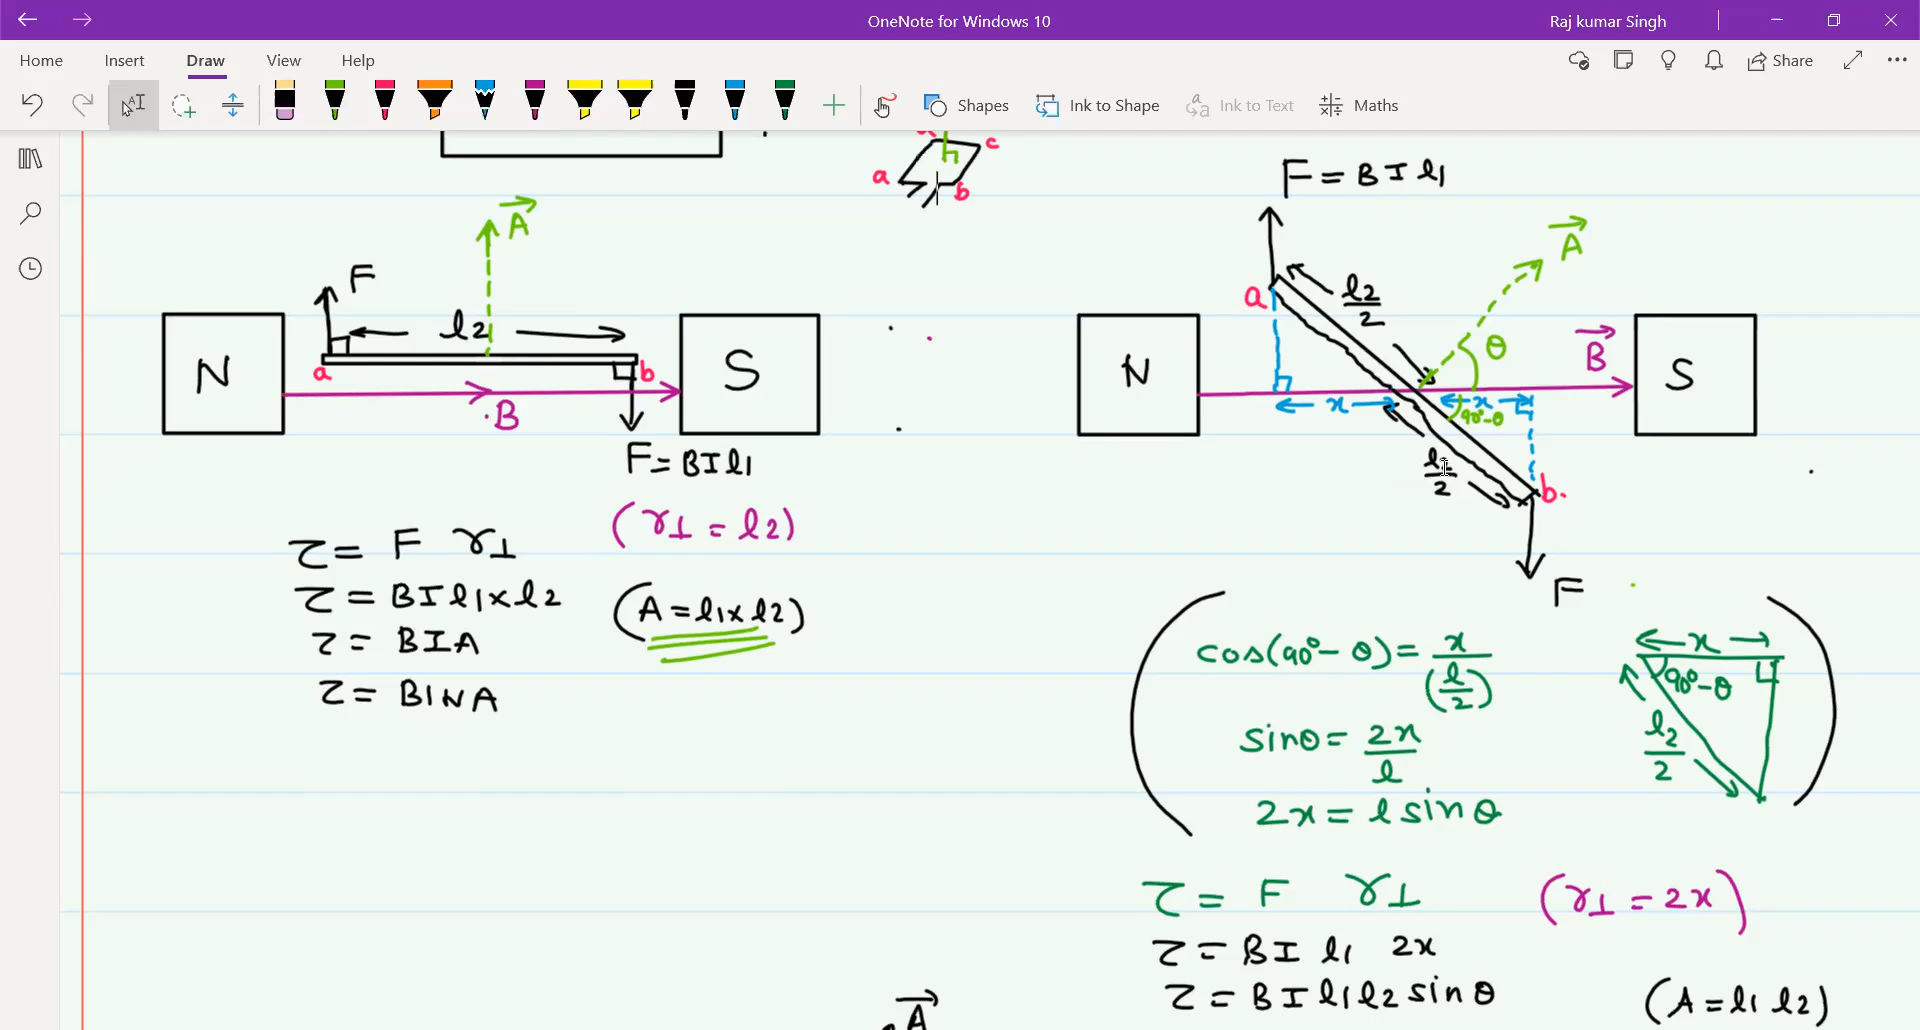 OneNote for Windows 10
Raj kumar Singh
Home Insert Draw View Help
Share
Shapes
Ink to Shape
Ink to Text
Maths
c
h
a
b
A
F
l2
N
a
b
S
B
F = BIl1
(r⊥ = l2)
τ = F r⊥
τ = BIl1×l2
(A = l1×l2)
τ = BIA
τ = BINA
F = BIl1
A
a
l2/2
θ
B
N
S
x
x
90°-θ
l2/2
b
F
cos(90°-θ) = x/(l/2)
sinθ = 2x/l
2x = l sinθ
x
90°-θ
l2/2
τ = F r⊥
(r⊥ = 2x)
τ = BI l1 2x
τ = BIl1l2 sinθ
(A = l1 l2)
A